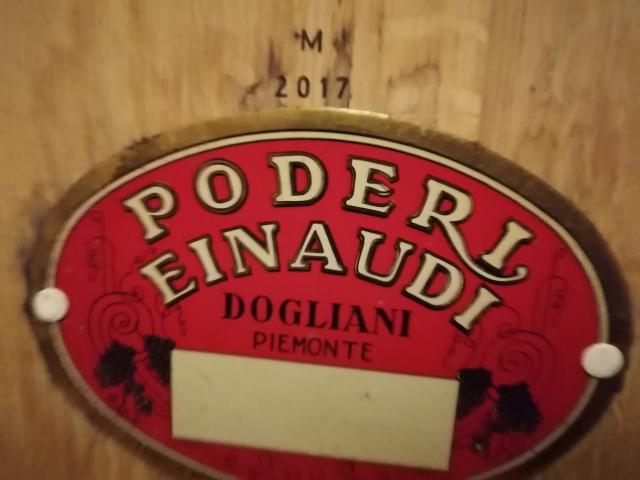 M
2017
PODERI
EINAUDI
DOGLIANI
PIEMONTE